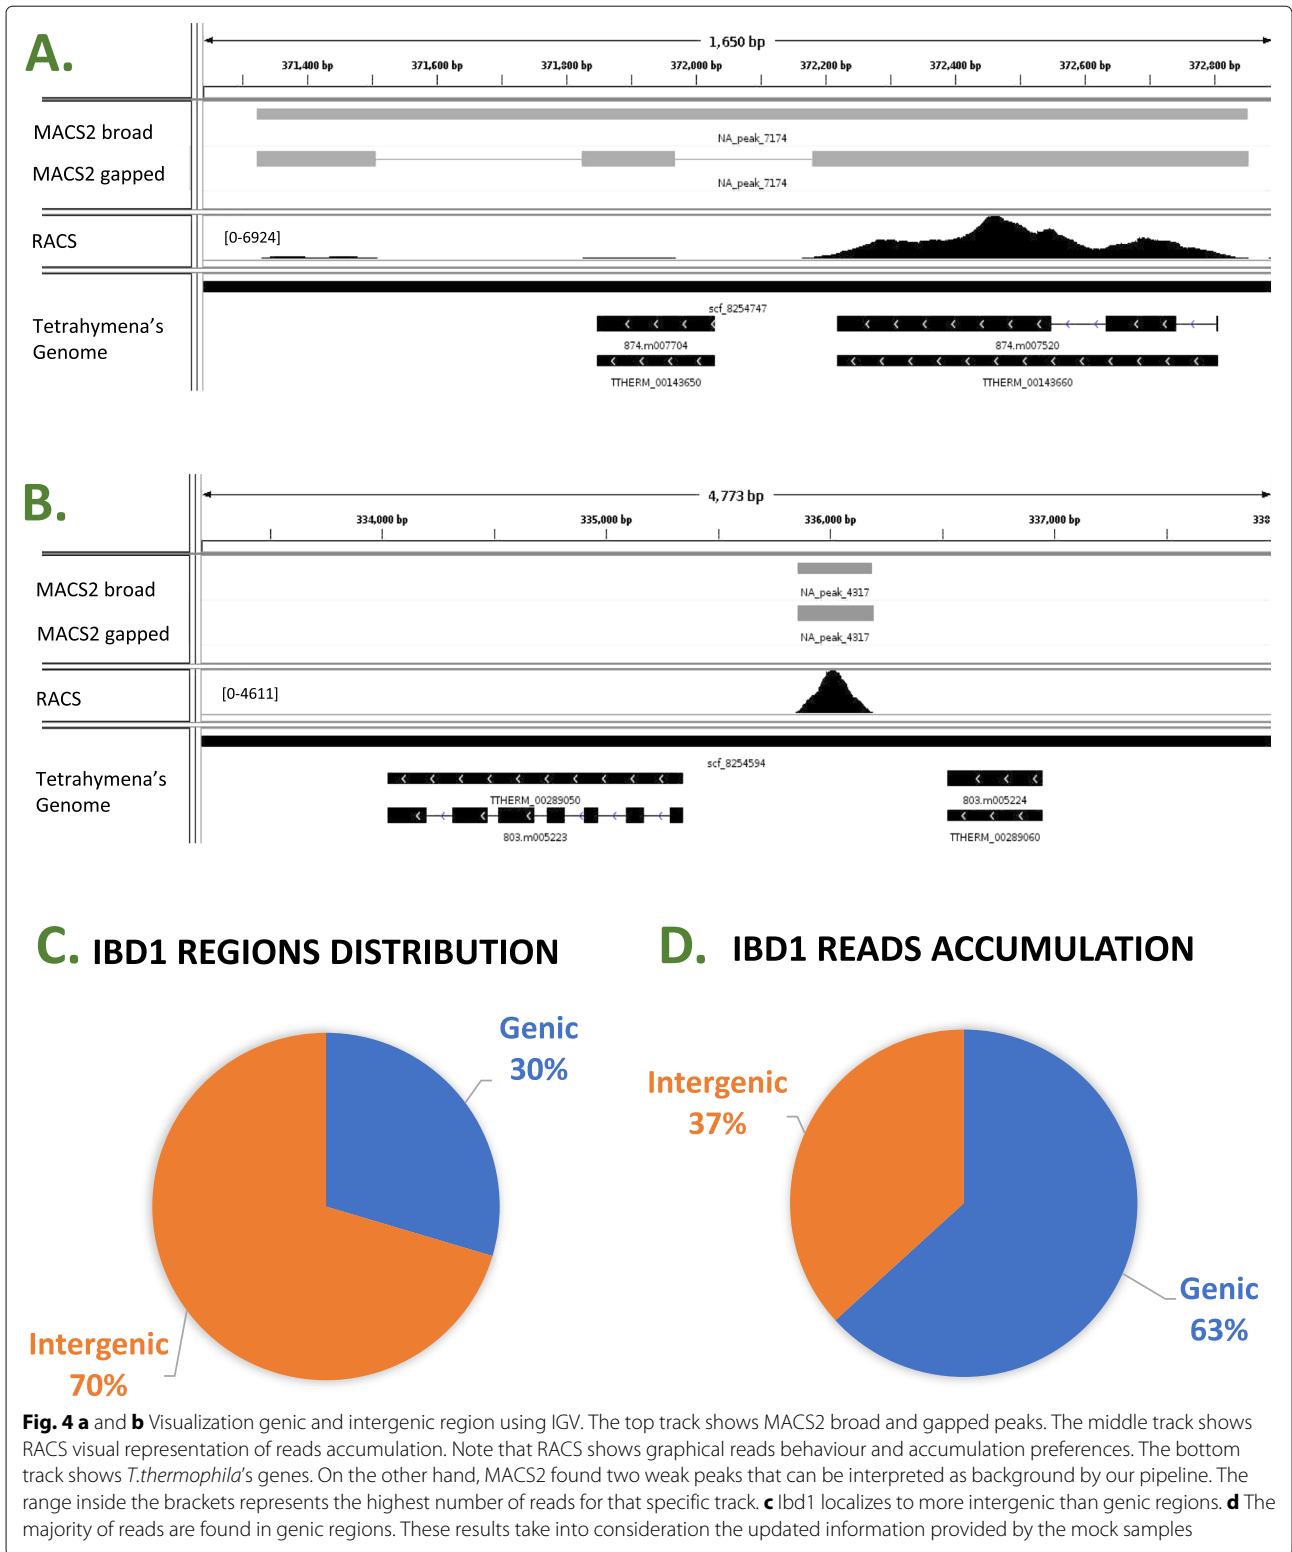 A.
1,650 bp
371,400 bp 371,600 bp 371,800 bp 372,000 bp 372,200 bp 372,400 bp 372,600 bp 372,800 bp
MACS2 broad
NA_peak_7174
MACS2 gapped
NA_peak_7174
RACS
[0-6924]
scf_8254747
Tetrahymena's
Genome
874.m007704 874.m007520
TTHERM_00143650 TTHERM_00143660
B.
4,773 bp
334,000 bp 335,000 bp 336,000 bp 337,000 bp 338
MACS2 broad
NA_peak_4317
MACS2 gapped
NA_peak_4317
RACS
[0-4611]
scf_8254594
Tetrahymena's
Genome
TTHERM_00289050 803.m005224
803.m005223 TTHERM_00289060
C. IBD1 REGIONS DISTRIBUTION
Genic
30%
Intergenic
70%
D. IBD1 READS ACCUMULATION
Intergenic
37%
Genic
63%
Fig. 4 a and b Visualization genic and intergenic region using IGV. The top track shows MACS2 broad and gapped peaks. The middle track shows
RACS visual representation of reads accumulation. Note that RACS shows graphical reads behaviour and accumulation preferences. The bottom
track shows T.thermophila's genes. On the other hand, MACS2 found two weak peaks that can be interpreted as background by our pipeline. The
range inside the brackets represents the highest number of reads for that specific track. c Ibd1 localizes to more intergenic than genic regions. d The
majority of reads are found in genic regions. These results take into consideration the updated information provided by the mock samples